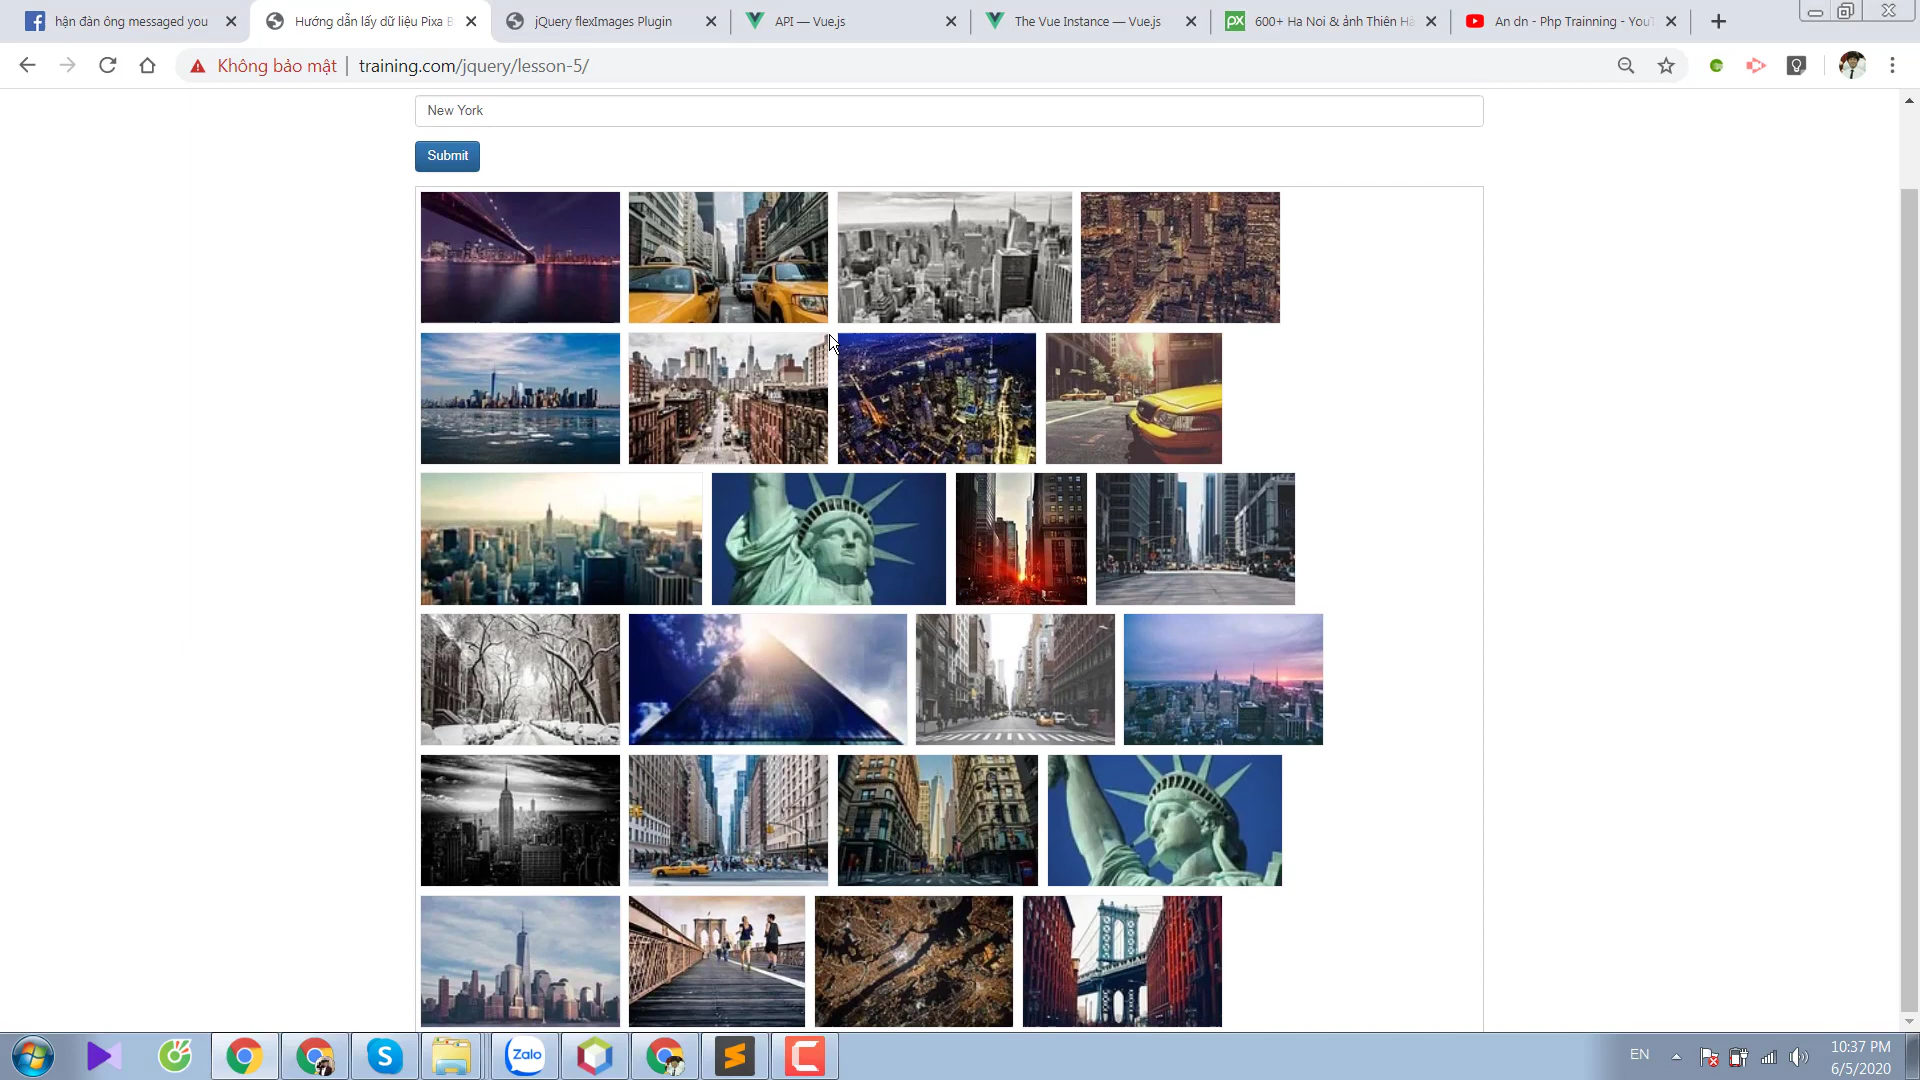 hận đàn ông messaged you
Hướng dẫn lấy dữ liệu Pixa B
jQuery flexImages Plugin
API — Vue.js
The Vue Instance — Vue.js
px
600+ Ha Noi & ảnh Thiên Hà
An dn - Php Trainning - YouT
Không bảo mật
training.com/jquery/lesson-5/
New York
Submit
Zalo
EN
10:37 PM
6/5/2020